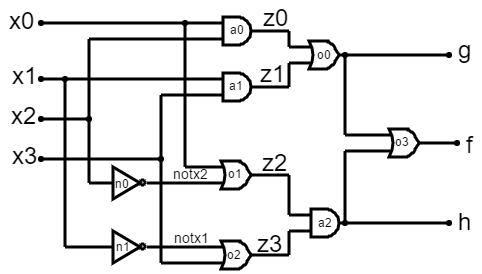 x0
z0
a0
o0
g
x1
z1
a1
x2
o3
f
x3
z2
notx2
o1
n0
a2
h
notx1
z3
n1
o2